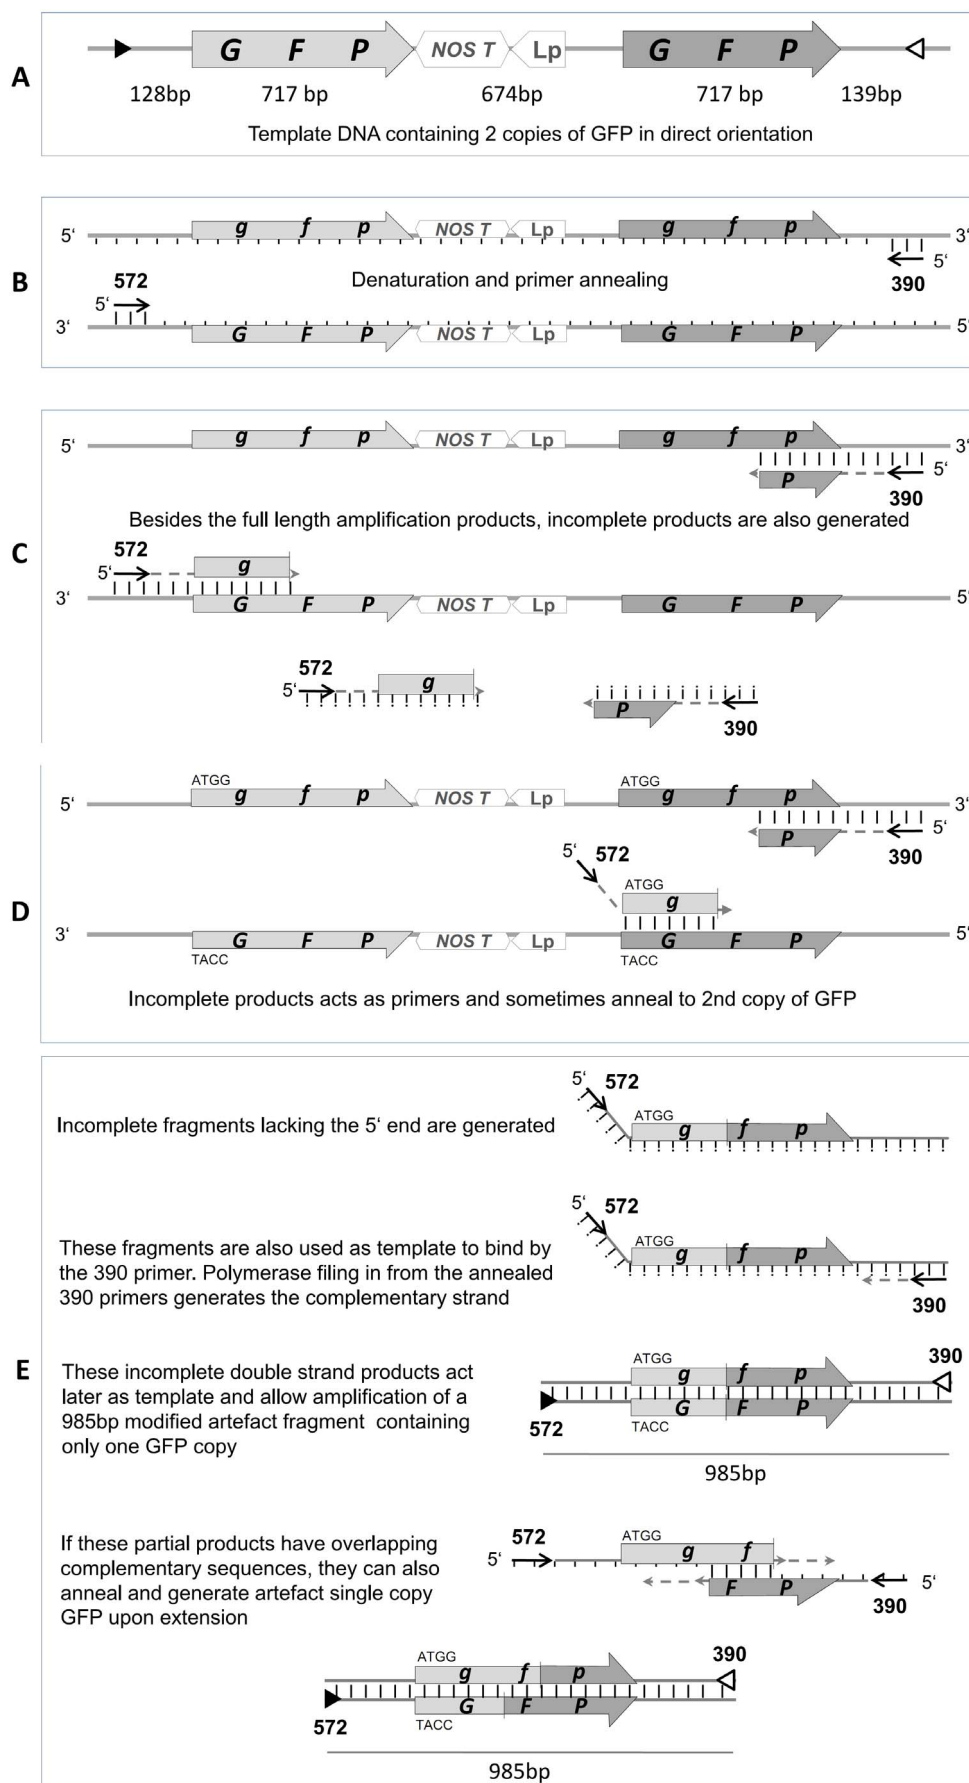 A
G F P NOS T Lp G F P
128bp 717 bp 674bp 717 bp 139bp
Template DNA containing 2 copies of GFP in direct orientation
B
5‘ g f p NOS T Lp g f p 3‘
5‘
390
Denaturation and primer annealing
572
5‘
3‘ G F P NOS T Lp G F P 5‘
C
5‘ g f p NOS T Lp g f p 3‘
P 5‘
390
Besides the full length amplification products, incomplete products are also generated
572
5‘ g
3‘ G F P NOS T Lp G F P 5‘
572
5‘ g
P
390
D
ATGG ATGG
5‘ g f p NOS T Lp g f p 3‘
P 5‘
390
5‘ 572
ATGG
g
3‘ G F P NOS T Lp G F P 5‘
TACC TACC
Incomplete products acts as primers and sometimes anneal to 2nd copy of GFP
E
5‘ 572
ATGG
Incomplete fragments lacking the 5‘ end are generated
g f p
5‘ 572
ATGG
g f p
These fragments are also used as template to bind by
the 390 primer. Polymerase filing in from the annealed
390 primers generates the complementary strand
390
These incomplete double strand products act
later as template and allow amplification of a
985bp modified artefact fragment containing
only one GFP copy
ATGG 390
g f p
G F P
572 TACC
985bp
If these partial products have overlapping
complementary sequences, they can also
anneal and generate artefact single copy
GFP upon extension
572 ATGG
5‘ g f
F P 5‘
390
ATGG 390
g f p
G F P
572 TACC
985bp